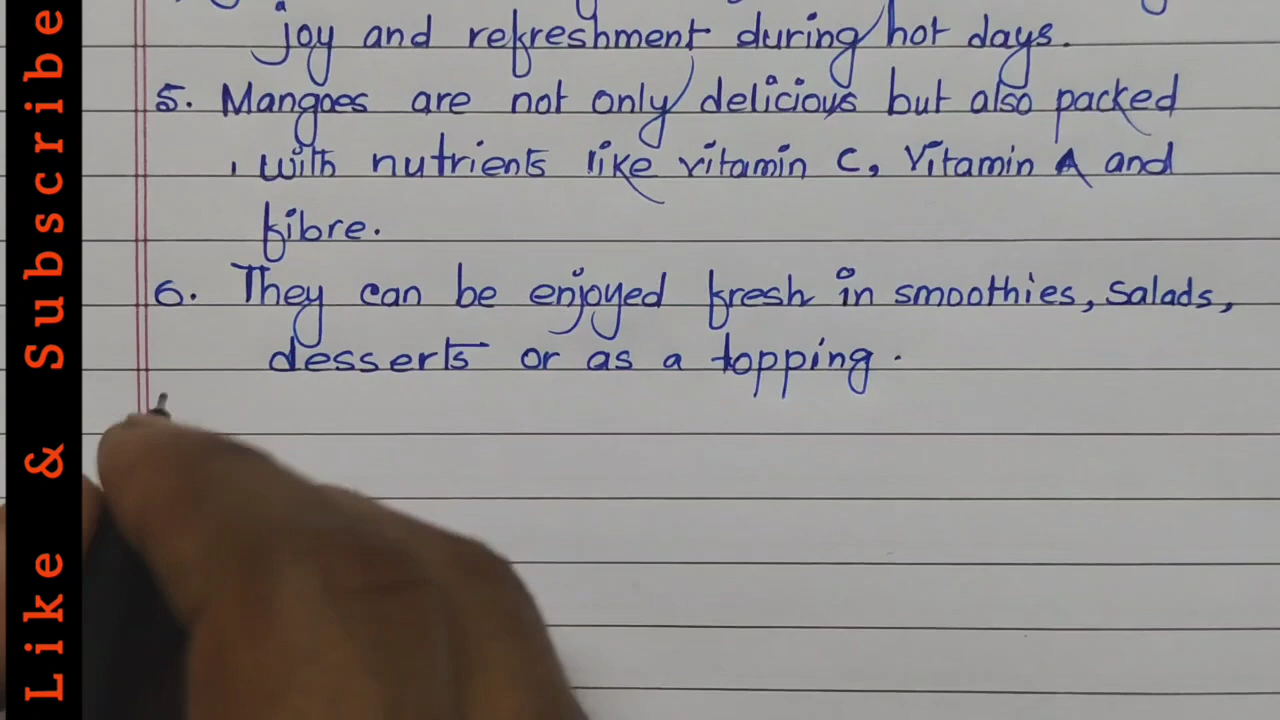 joy and refreshment during hot days.
5. Mangoes are not only delicious but also packed
with nutrients like vitamin C, Vitamin A and
fibre.
6. They can be enjoyed fresh in smoothies, salads,
desserts or as a topping.
Like & Subscribe